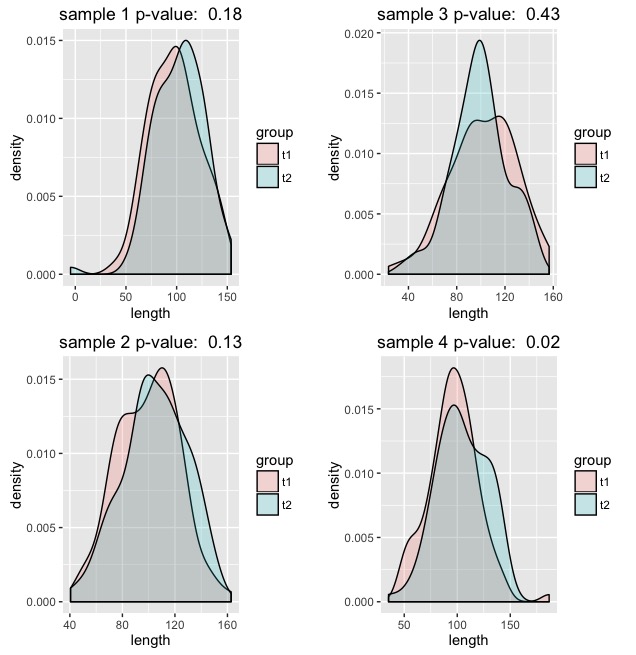 sample 1 p-value: 0.18
0.015
0.010
0.005
0.000
density
0 50 100 150
length
group
t1
t2
sample 3 p-value: 0.43
0.020
0.015
0.010
0.005
0.000
density
40 80 120 160
length
group
t1
t2
sample 2 p-value: 0.13
0.015
0.010
0.005
0.000
density
40 80 120 160
length
group
t1
t2
sample 4 p-value: 0.02
0.015
0.010
0.005
0.000
density
50 100 150
length
group
t1
t2